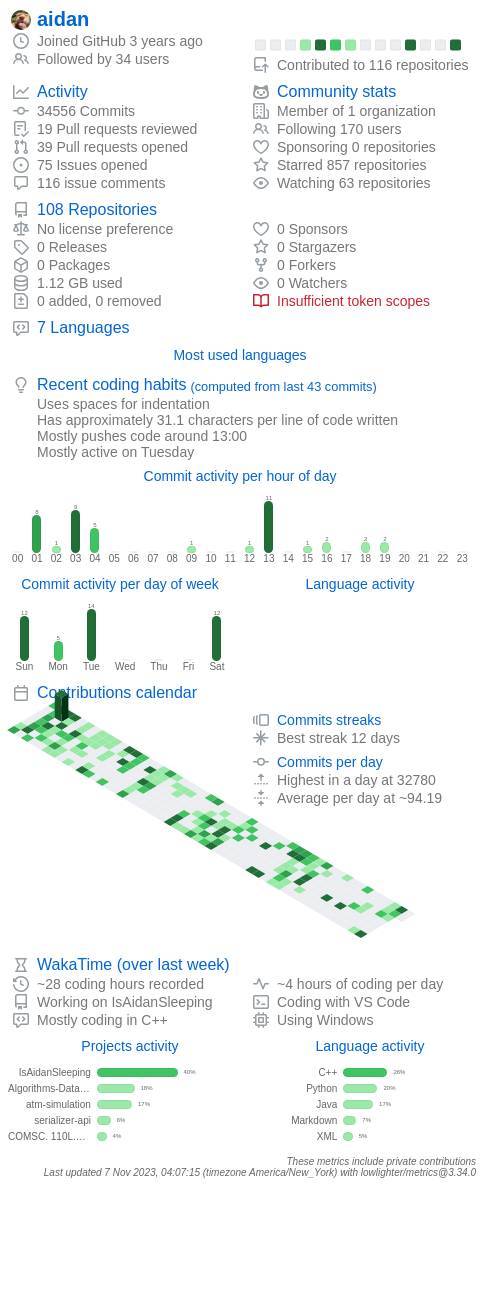 aidan
Joined GitHub 3 years ago
Followed by 34 users
Contributed to 116 repositories
Activity
34556 Commits
19 Pull requests reviewed
39 Pull requests opened
75 Issues opened
116 issue comments
Community stats
Member of 1 organization
Following 170 users
Sponsoring 0 repositories
Starred 857 repositories
Watching 63 repositories
108 Repositories
No license preference
0 Releases
0 Packages
1.12 GB used
0 added, 0 removed
0 Sponsors
0 Stargazers
0 Forkers
0 Watchers
Insufficient token scopes
7 Languages
Most used languages
Recent coding habits (computed from last 43 commits)
Uses spaces for indentation
Has approximately 31.1 characters per line of code written
Mostly pushes code around 13:00
Mostly active on Tuesday
Commit activity per hour of day
8 1 9 5 1 1 11 1 2 2 2
00 01 02 03 04 05 06 07 08 09 10 11 12 13 14 15 16 17 18 19 20 21 22 23
Commit activity per day of week
12 5 14 12
Sun Mon Tue Wed Thu Fri Sat
Language activity
Contributions calendar
Commits streaks
Best streak 12 days
Commits per day
Highest in a day at 32780
Average per day at ~94.19
WakaTime (over last week)
~28 coding hours recorded
Working on IsAidanSleeping
Mostly coding in C++
~4 hours of coding per day
Coding with VS Code
Using Windows
Projects activity
IsAidanSleeping 40%
Algorithms-Data… 18%
atm-simulation 17%
serializer-api 6%
COMSC. 110L.… 4%
Language activity
C++ 26%
Python 20%
Java 17%
Markdown 7%
XML 5%
These metrics include private contributions
Last updated 7 Nov 2023, 04:07:15 (timezone America/New_York) with lowlighter/metrics@3.34.0